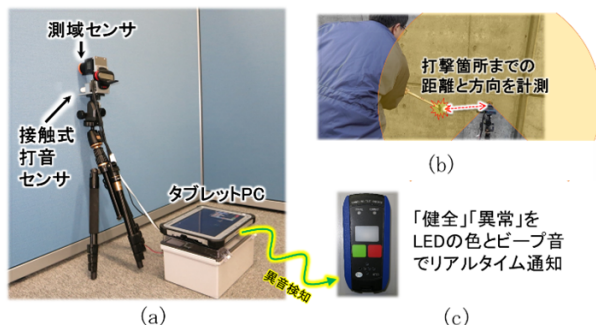 測域センサ
接触式
打音
センサ
タブレットPC
異音検知
(a)
打撃箇所までの
距離と方向を計測
(b)
「健全」「異常」を
LEDの色とビープ音
でリアルタイム通知
(c)